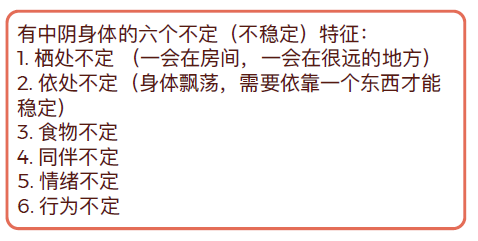 有中阴身体的六个不定（不稳定）特征：
1. 栖处不定 （一会在房间，一会在很远的地方）
2. 依处不定（身体飘荡，需要依靠一个东西才能
稳定）
3. 食物不定
4. 同伴不定
5. 情绪不定
6. 行为不定